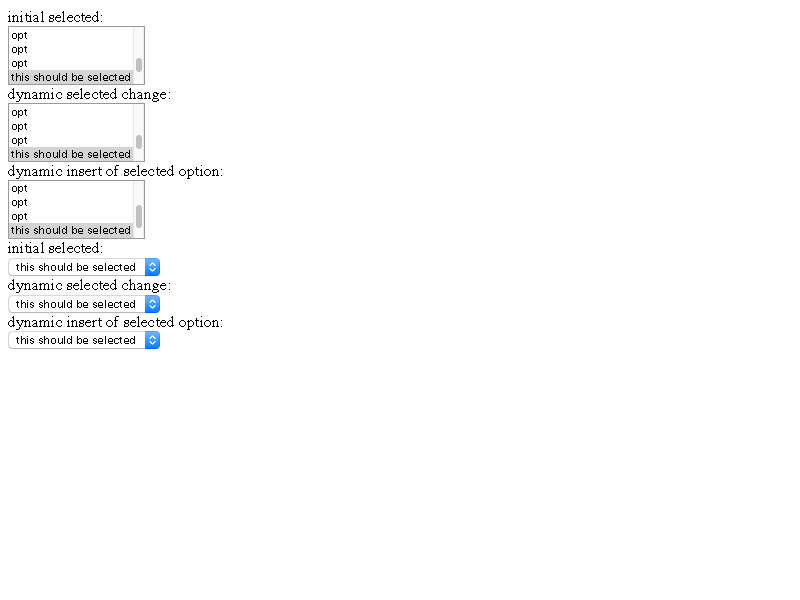 initial selected:
opt
opt
opt
this should be selected
dynamic selected change:
opt
opt
opt
this should be selected
dynamic insert of selected option:
opt
opt
opt
this should be selected
initial selected:
this should be selected
dynamic selected change:
this should be selected
dynamic insert of selected option:
this should be selected